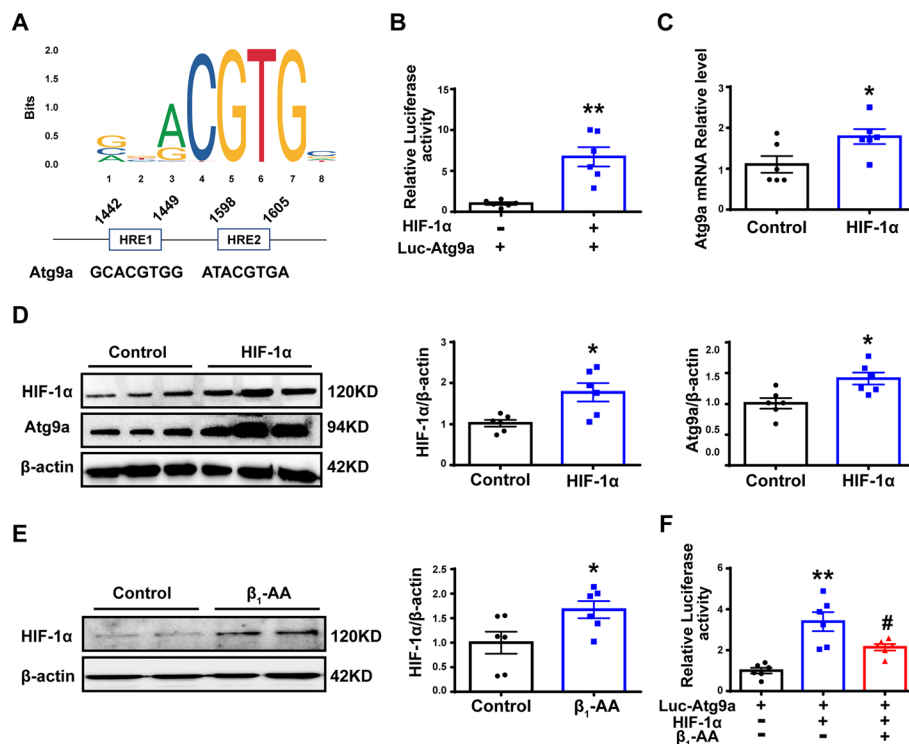 A
Bits
2.0
1.5
1.0
0.5
0.0
G C A
A G
C G T G
1 2 3 4 5 6 7 8
1442 1449 1598 1605
HRE1 HRE2
Atg9a GCACGTGG ATACGTGA
B
Relative Luciferase
activity
15
10
5
0
**
HIF-1α - +
Luc-Atg9a + +
C
Atg9a mRNA Relative level
3
2
1
0
*
Control HIF-1α
D
Control HIF-1α
HIF-1α 120KD
Atg9a 94KD
β-actin 42KD
HIF-1α/β-actin
3
2
1
0
*
Control HIF-1α
Atg9a/β-actin
2.0
1.5
1.0
0.5
0.0
*
Control HIF-1α
E
Control β₁-AA
HIF-1α 120KD
β-actin 42KD
HIF-1α/β-actin
2.5
2.0
1.5
1.0
0.5
0.0
*
Control β₁-AA
F
Relative Luciferase
activity
6
4
2
0
**
#
Luc-Atg9a + + +
HIF-1α - + +
β₁-AA - - +